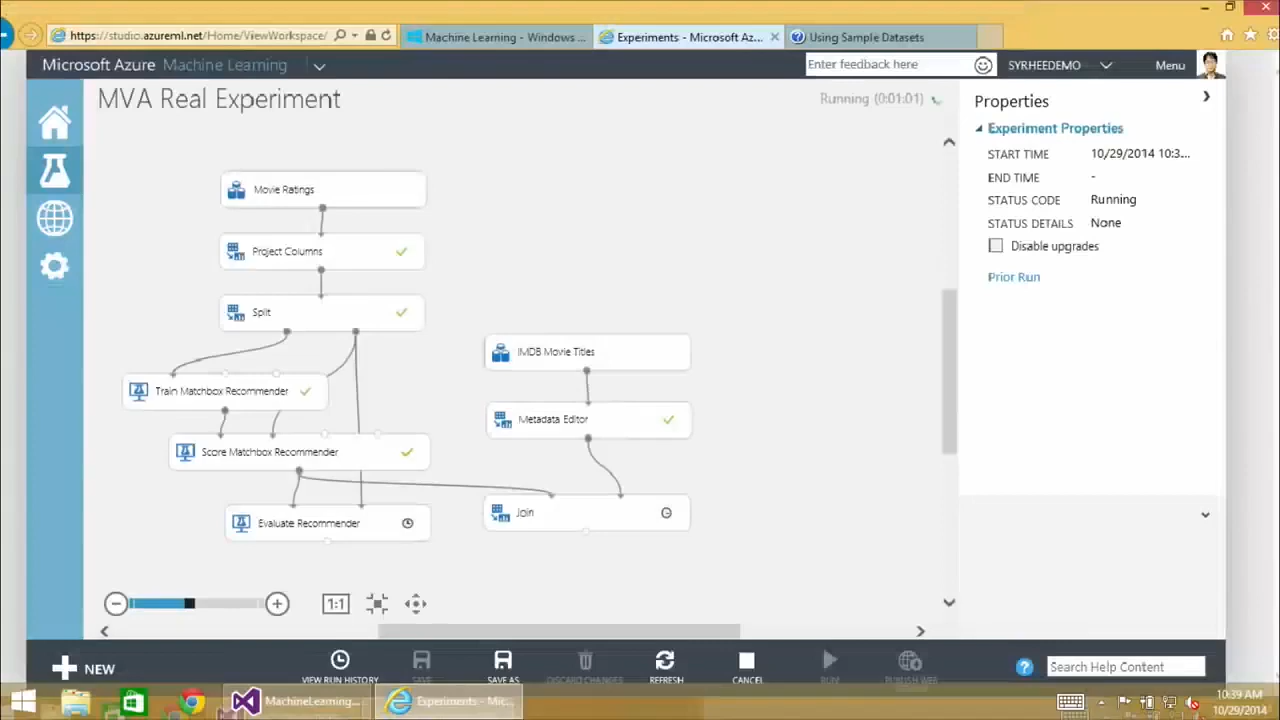 https://studio.azureml.net/Home/ViewWorkspace/
Machine Learning - Windows ...
Experiments - Microsoft Az...
Using Sample Datasets
Microsoft Azure Machine Learning
Enter feedback here
SYRHEEDEMO
Menu
MVA Real Experiment
Running (0:01:01)
Properties
Experiment Properties
START TIME 10/29/2014 10:3...
END TIME -
STATUS CODE Running
STATUS DETAILS None
Disable upgrades
Prior Run
Movie Ratings
Project Columns
Split
IMDB Movie Titles
Train Matchbox Recommender
Metadata Editor
Score Matchbox Recommender
Join
Evaluate Recommender
1:1
NEW
VIEW RUN HISTORY
SAVE
SAVE AS
DISCARD CHANGES
REFRESH
CANCEL
RUN
PUBLISH WEB
Search Help Content
MachineLearning...
Experiments - Mic...
10:39 AM
10/29/2014